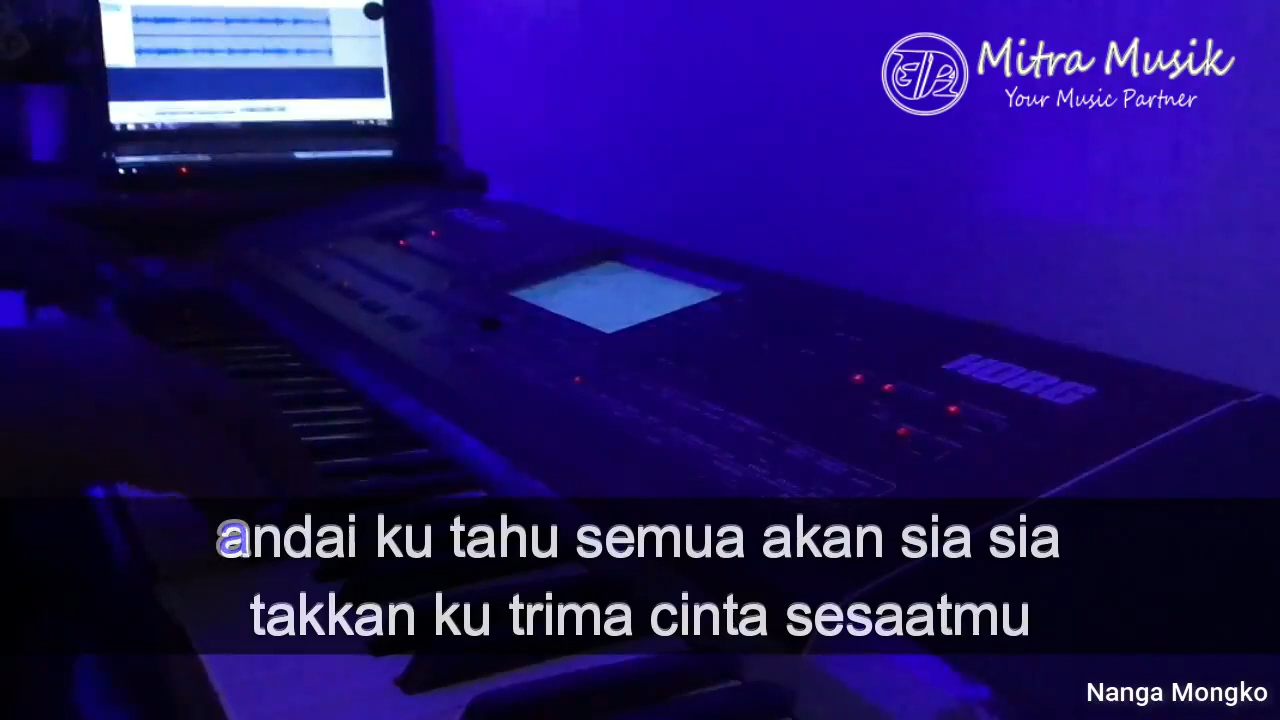 Mitra Musik
Your Music Partner
KORG
andai ku tahu semua akan sia sia
takkan ku trima cinta sesaatmu
Nanga Mongko